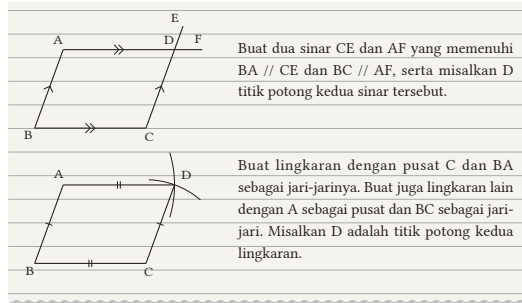 E
A
D
F
B
C
Buat dua sinar CE dan AF yang memenuhi
BA // CE dan BC // AF, serta misalkan D
titik potong kedua sinar tersebut.
A
D
B
C
Buat lingkaran dengan pusat C dan BA
sebagai jari-jarinya. Buat juga lingkaran lain
dengan A sebagai pusat dan BC sebagai jari-
jari. Misalkan D adalah titik potong kedua
lingkaran.